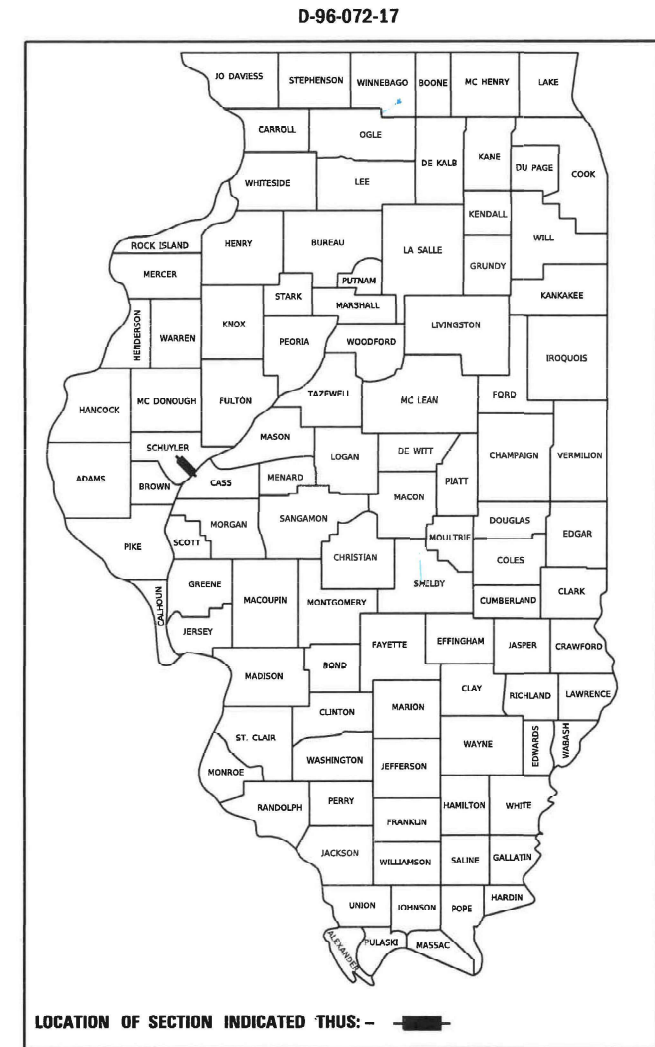 D-96-072-17
JO DAVIESS
STEPHENSON
WINNEBAGO
BOONE
MC HENRY
LAKE
CARROLL
OGLE
DE KALB
KANE
DU PAGE
COOK
WHITESIDE
LEE
KENDALL
ROCK ISLAND
HENRY
BUREAU
LA SALLE
WILL
GRUNDY
MERCER
PUTNAM
STARK
MARSHALL
KANKAKEE
HENDERSON
WARREN
KNOX
PEORIA
WOODFORD
LIVINGSTON
IROQUOIS
HANCOCK
MC DONOUGH
FULTON
TAZEWELL
MC LEAN
FORD
SCHUYLER
MASON
LOGAN
DE WITT
CHAMPAIGN
VERMILION
ADAMS
BROWN
CASS
MENARD
PIATT
MACON
PIKE
SCOTT
MORGAN
SANGAMON
CHRISTIAN
MOULTRIE
DOUGLAS
EDGAR
COLES
CALHOUN
GREENE
MACOUPIN
MONTGOMERY
SHELBY
CUMBERLAND
CLARK
JERSEY
FAYETTE
EFFINGHAM
JASPER
CRAWFORD
MADISON
BOND
CLAY
RICHLAND
LAWRENCE
CLINTON
MARION
ST. CLAIR
WAYNE
EDWARDS
WABASH
MONROE
WASHINGTON
JEFFERSON
RANDOLPH
PERRY
HAMILTON
WHITE
FRANKLIN
JACKSON
WILLIAMSON
SALINE
GALLATIN
UNION
JOHNSON
POPE
HARDIN
ALEXANDER
PULASKI
MASSAC
LOCATION OF SECTION INDICATED THUS: -